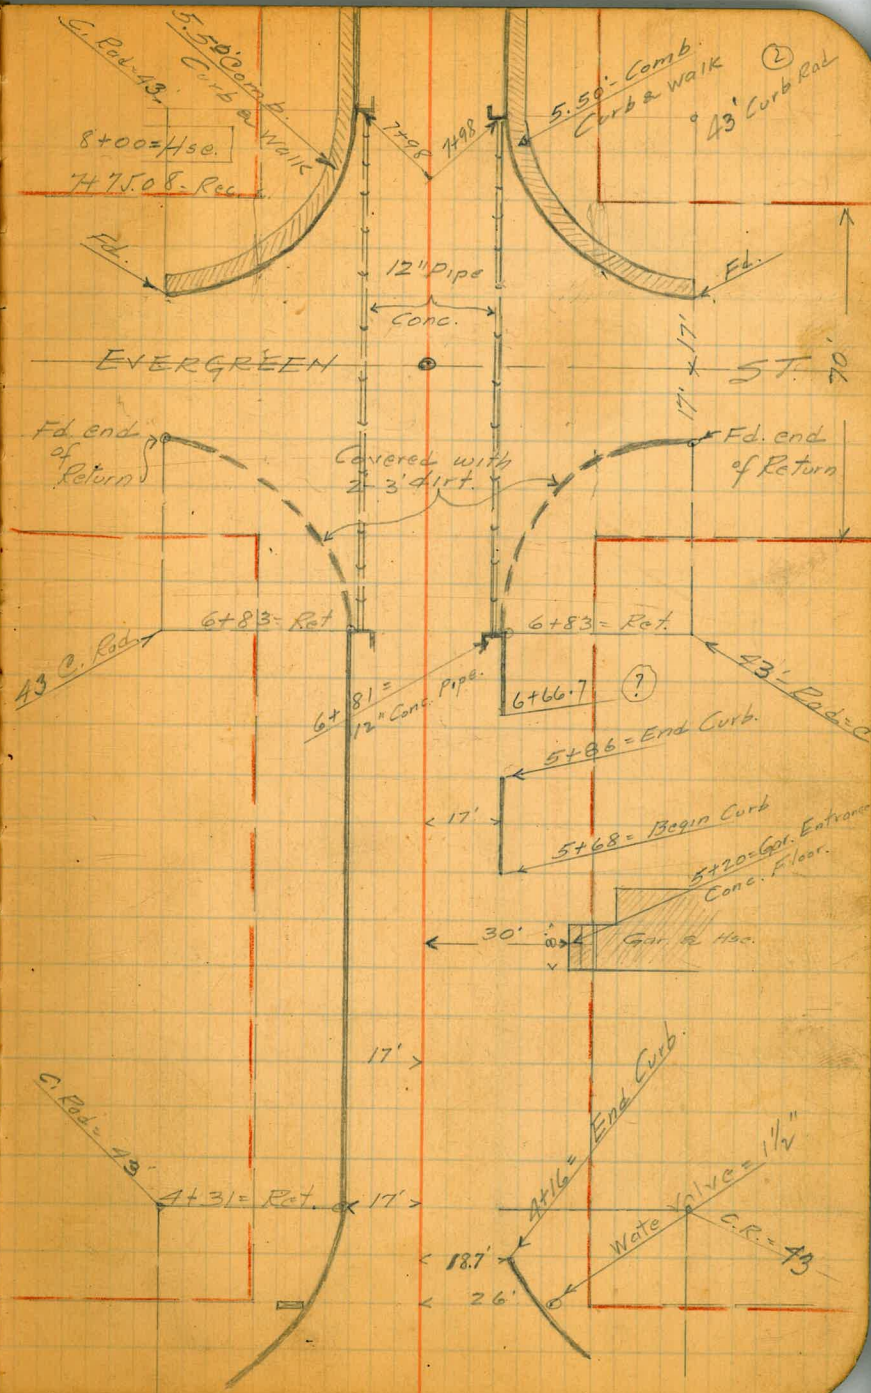 C. Rad = 43'
5.50' Comb.
Curb &
Walk
5.50'- Comb.
Curb & Walk
2
43' Curb Rad
8+00 = Hse.
7+75.08 = Rec.
7+98
7+98
Fd.
Fd.
12" Pipe
Conc.
17'
17'
70'
EVERGREEN
ST.
Fd. end
of
Return
Covered with
2-3' dirt.
Fd. end
of Return
6+83 = Ret
6+83 = Ret.
43 C. Rad.
43'- Rad = C
6+81 =
12" Conc. Pipe.
6+66.7
?
5+86 = End Curb.
17'
5+68 = Begin Curb
5+20 = Gar. Entrance
Conc. Floor.
30'
8'
Gar. & Hse.
17'
C. Rad = 43'
4+16 = End Curb.
4+31 = Ret.
17'
Wate Valve = 1½"
C.R. = 43
18.7'
26'